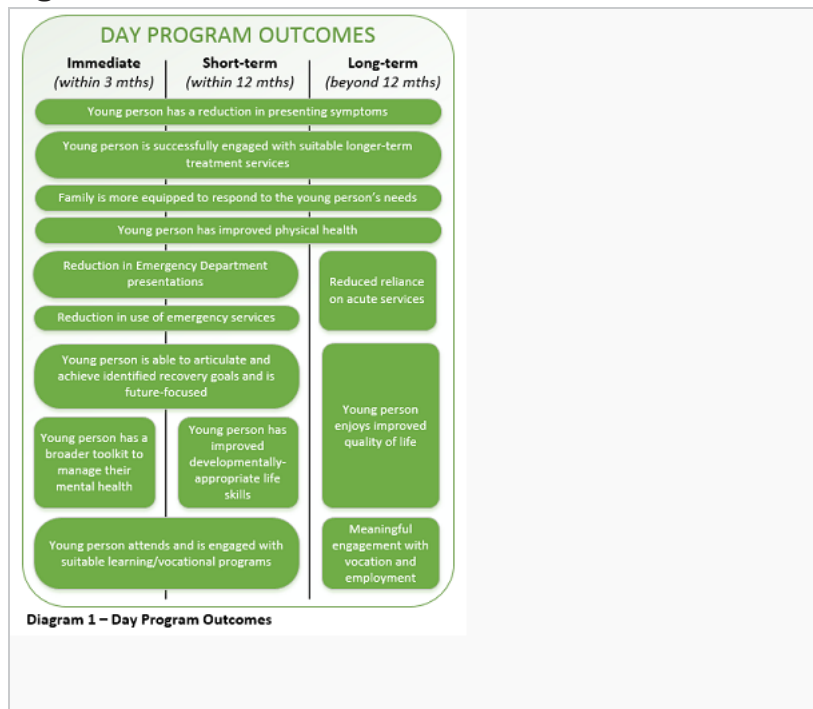 DAY PROGRAM OUTCOMES
Immediate
(within 3 mths)
Short-term
(within 12 mths)
Long-term
(beyond 12 mths)
Young person has a reduction in presenting symptoms
Young person is successfully engaged with suitable longer-term
treatment services
Family is more equipped to respond to the young person's needs
Young person has improved physical health
Reduction in Emergency Department
presentations
Reduced reliance
on acute services
Reduction in use of emergency services
Young person is able to articulate and
achieve identified recovery goals and is
future-focused
Young person
enjoys improved
quality of life
Young person has a
broader toolkit to
manage their
mental health
Young person has
improved
developmentally-
appropriate life
skills
Young person attends and is engaged with
suitable learning/vocational programs
Meaningful
engagement with
vocation and
employment
Diagram 1 – Day Program Outcomes